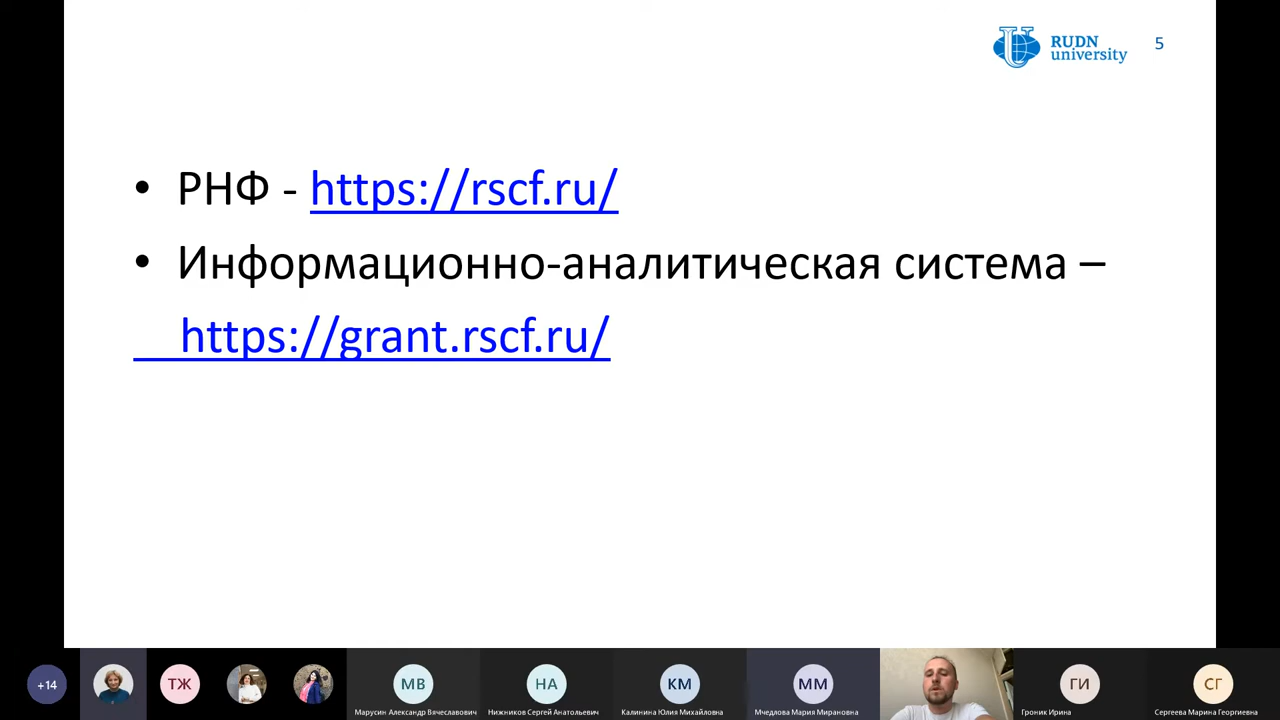 RUDN
university
5
• РНФ - https://rscf.ru/
• Информационно-аналитическая система –
https://grant.rscf.ru/
+14
ТЖ
МВ
НА
КМ
ММ
ГИ
СГ
Марусин Александр Вячеславович
Нижников Сергей Анатольевич
Калинина Юлия Михайловна
Мчедлова Мария Мирановна
Гроник Ирина
Сергеева Марина Георгиевна